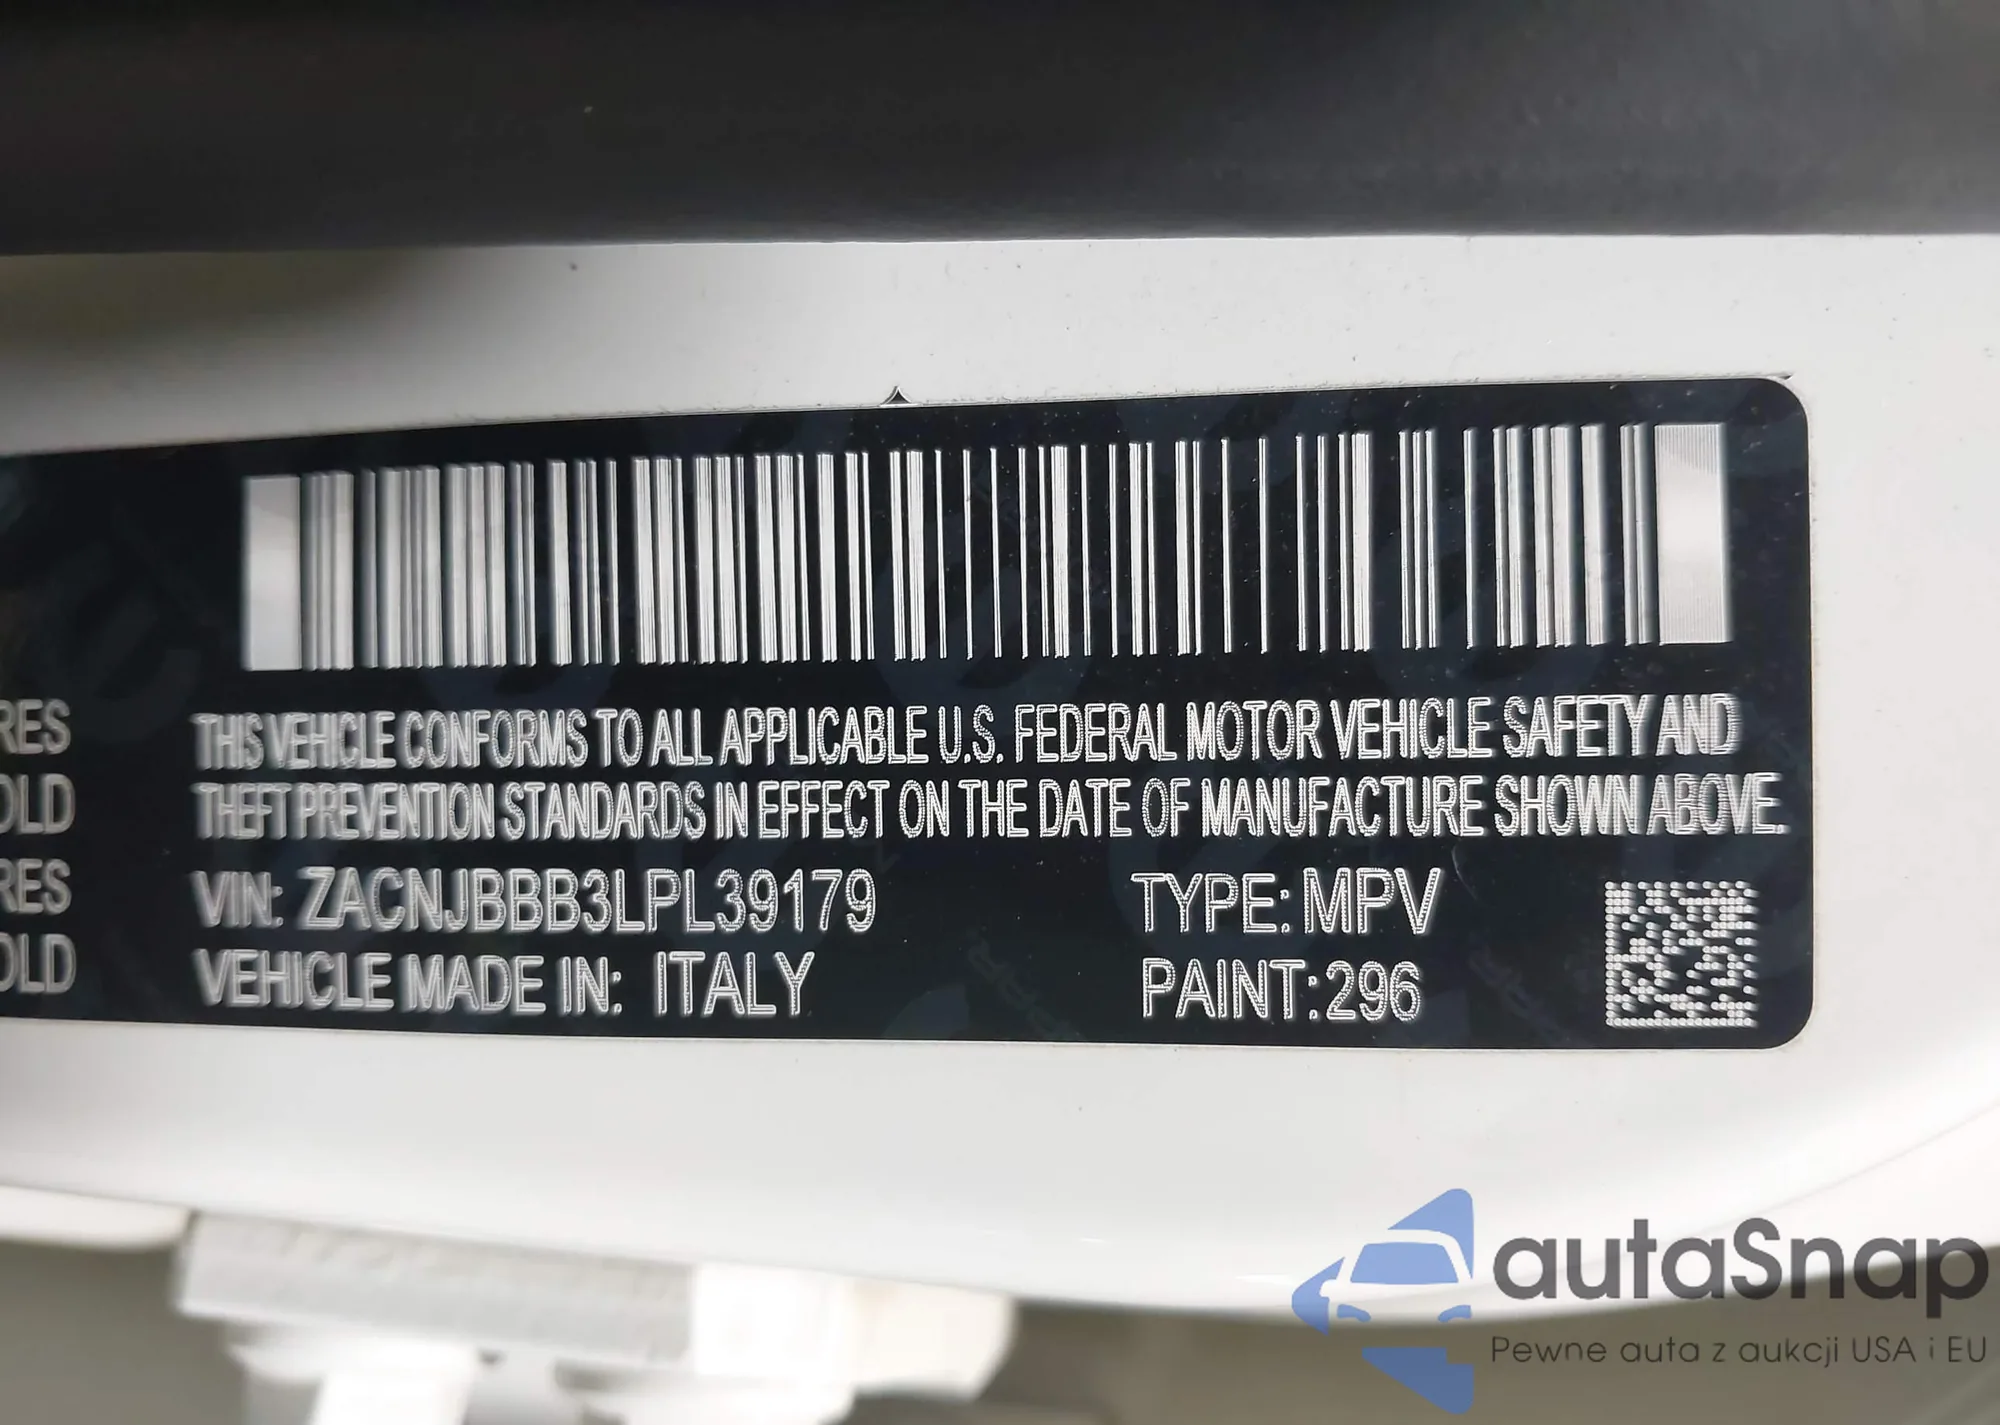 RES
OLD
RES
OLD
THIS VEHICLE CONFORMS TO ALL APPLICABLE U.S. FEDERAL MOTOR VEHICLE SAFETY AND
THEFT PREVENTION STANDARDS IN EFFECT ON THE DATE OF MANUFACTURE SHOWN ABOVE.
VIN: ZACNJBBB3LPL39179
TYPE: MPV
VEHICLE MADE IN: ITALY
PAINT:296
autaSnap
Pewne auta z aukcji USA i EU